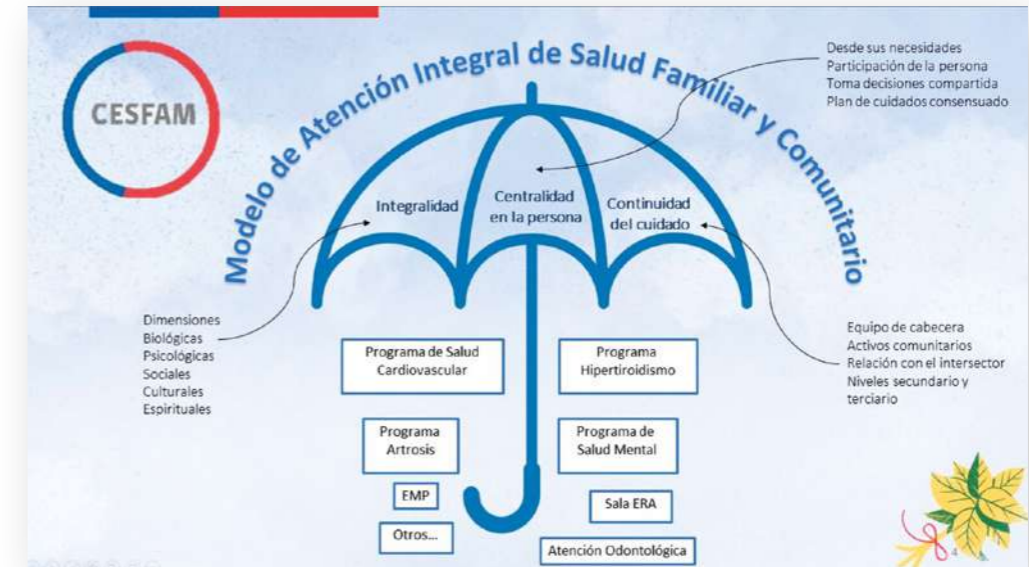 CESFAM
Modelo de Atención Integral de Salud Familiar y Comunitario
Desde sus necesidades
Participación de la persona
Toma decisiones compartida
Plan de cuidados consensuado
Integralidad
Centralidad
en la persona
Continuidad
del cuidado
Dimensiones
Biológicas
Psicológicas
Sociales
Culturales
Espirituales
Equipo de cabecera
Activos comunitarios
Relación con el intersector
Niveles secundario y
terciario
Programa de Salud
Cardiovascular
Programa
Hipertiroidismo
Programa
Artrosis
Programa de
Salud Mental
EMP
Sala ERA
Otros...
Atención Odontológica
4